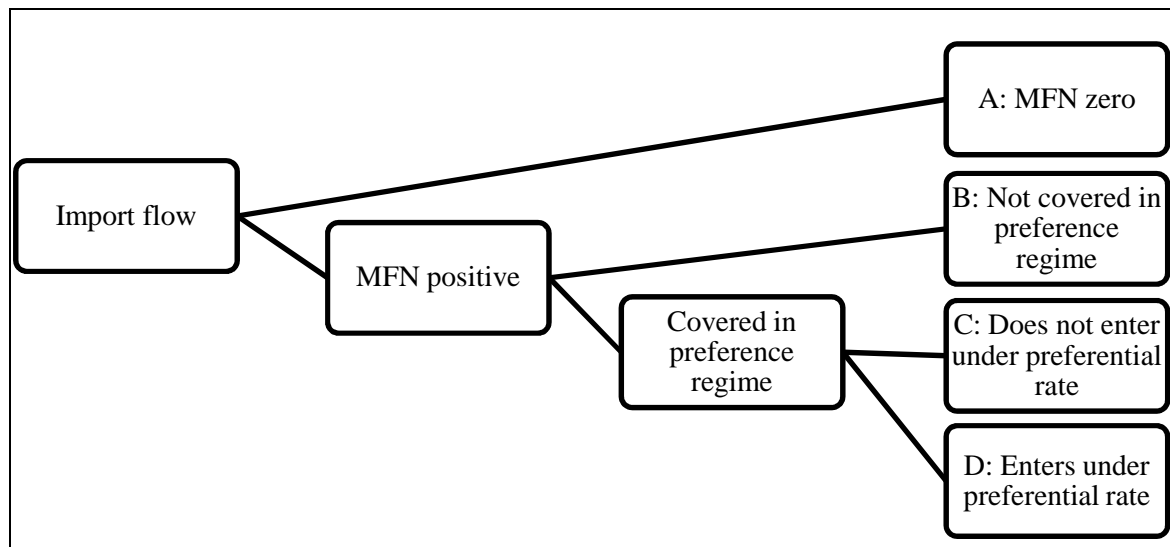 A: MFN zero
Import flow
B: Not covered in
preference
regime
MFN positive
Covered in
preference
regime
C: Does not enter
under preferential
rate
D: Enters under
preferential rate